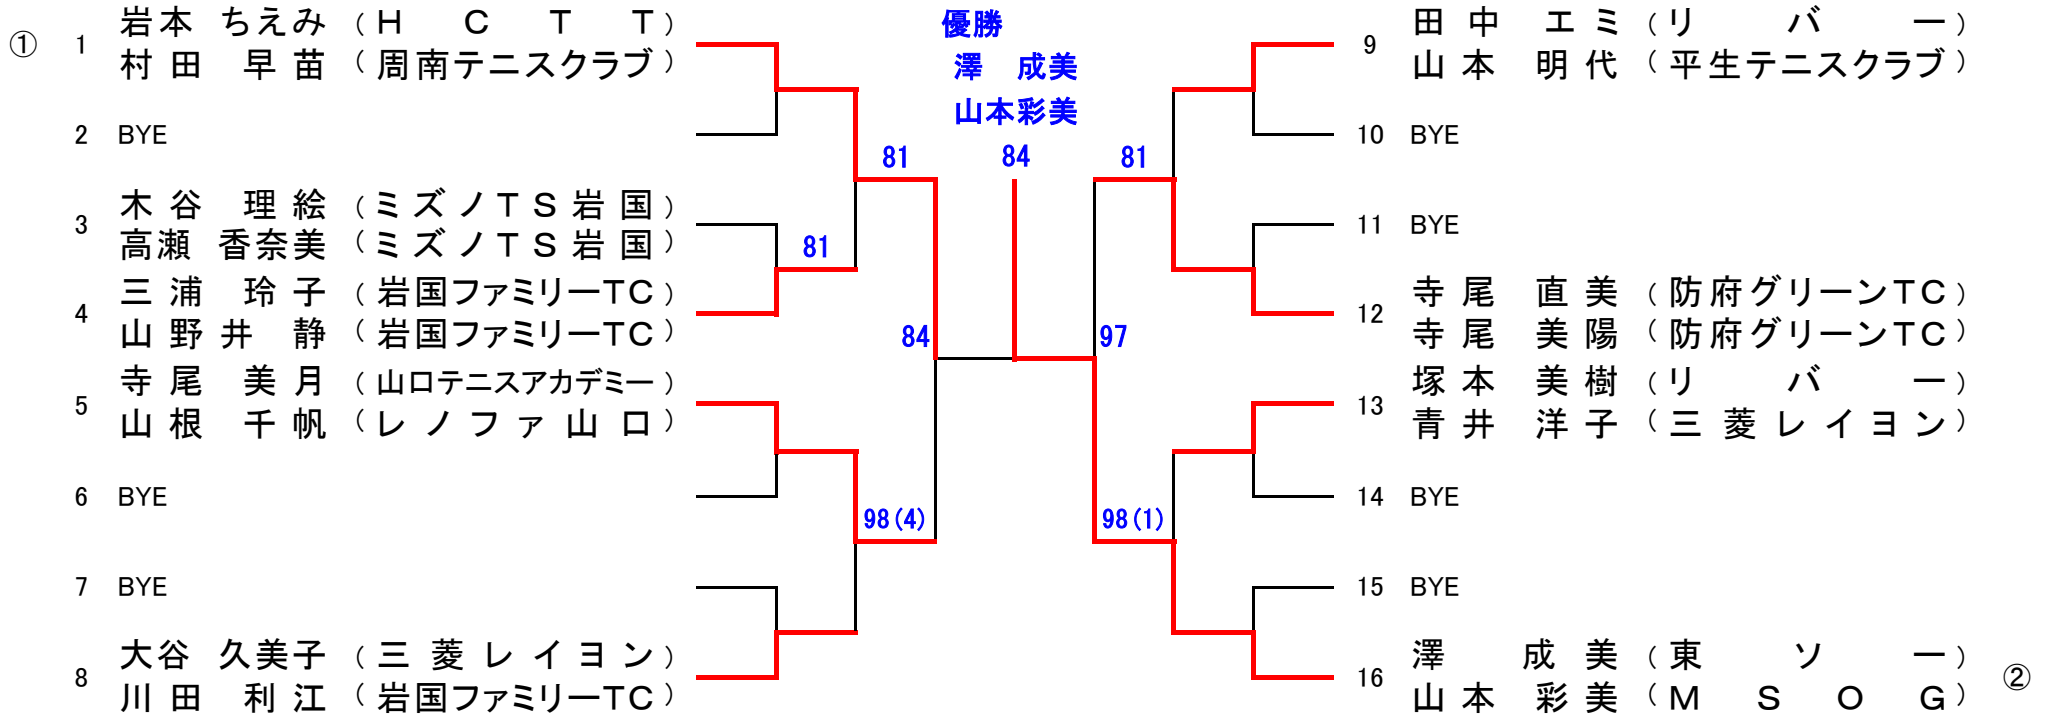 ① 1 岩本 ちえみ (H C T T)
村田 早苗 (周南テニスクラブ)
2 BYE
3 木谷 理絵 (ミズノTS岩国)
高瀬 香奈美 (ミズノTS岩国)
81
4 三浦 玲子 (岩国ファミリーTC)
山野井 静 (岩国ファミリーTC)
5 寺尾 美月 (山口テニスアカデミー)
山根 千帆 (レノファ山口)
6 BYE
7 BYE
8 大谷 久美子 (三菱レイヨン)
川田 利江 (岩国ファミリーTC)
81
98(4)
84
優勝
澤 成美
山本彩美
84
97
81
98(1)
9 田中 エミ (リバー)
山本 明代 (平生テニスクラブ)
10 BYE
11 BYE
12 寺尾 直美 (防府グリーンTC)
寺尾 美陽 (防府グリーンTC)
13 塚本 美樹 (リバー)
青井 洋子 (三菱レイヨン)
14 BYE
15 BYE
16 澤 成美 (東ソー)
山本 彩美 (M S O G)
②